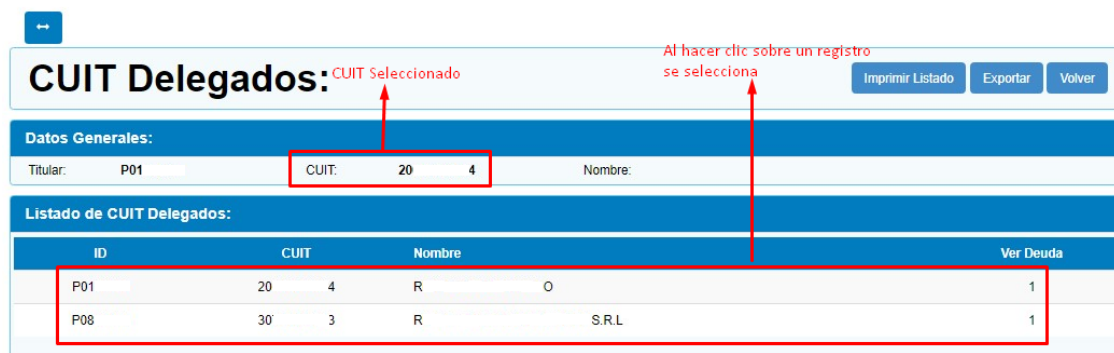 Al hacer clic sobre un registro
se selecciona
CUIT Delegados: CUIT Seleccionado
Imprimir Listado Exportar Volver
Datos Generales:
Titular: P01 CUIT: 20 4 Nombre:
Listado de CUIT Delegados:
ID CUIT Nombre Ver Deuda
P01 20 4 R O 1
P08 30 3 R S.R.L 1